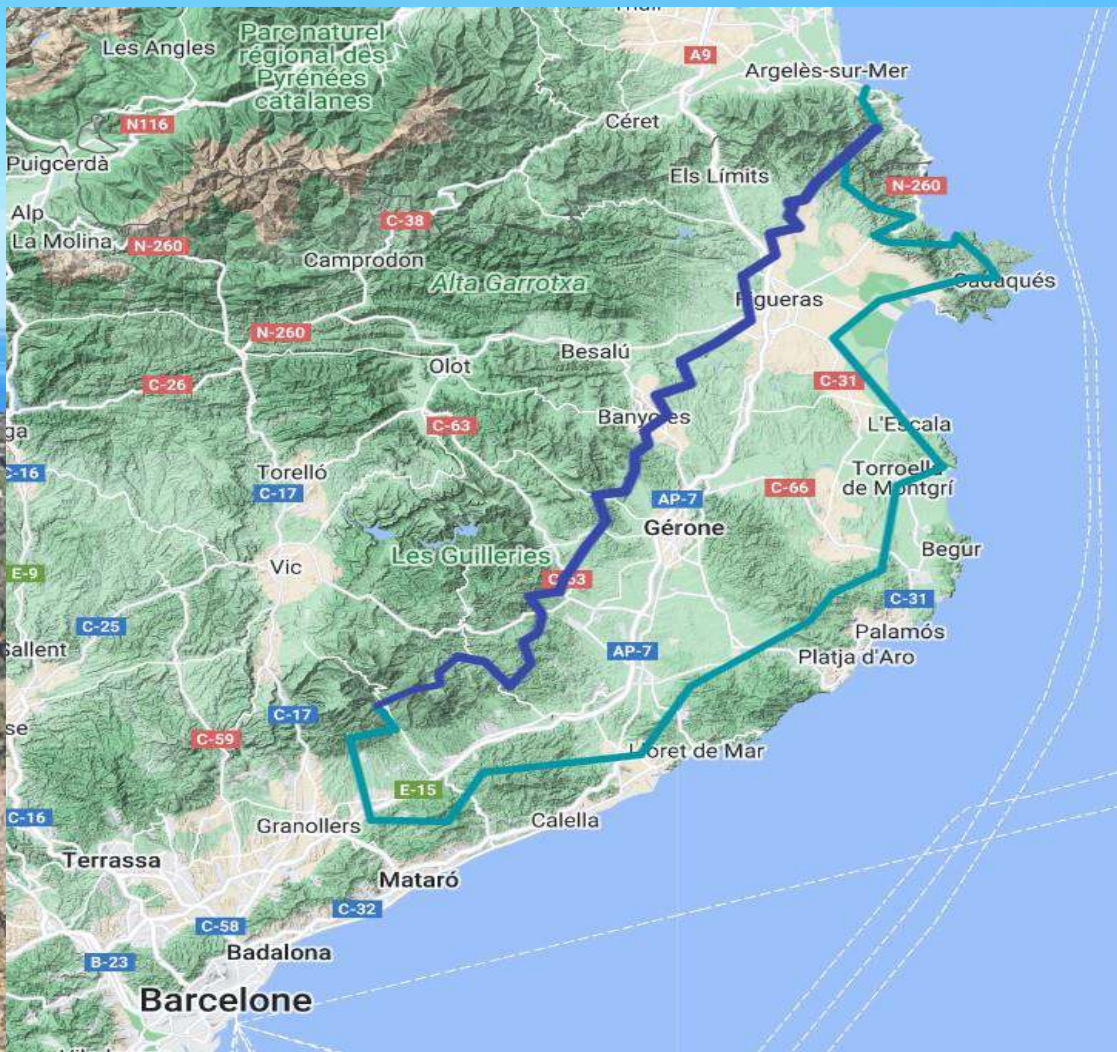 Les Angles
Parc naturel
régional des
Pyrénées
catalanes
A9
Argelès-sur-Mer
N116
Céret
Puigcerdà
Els Límits
N-260
Alp
C-38
La Molina
N-260
Camprodon
Cadaqués
Alta Garrotxa
Figueras
N-260
Besalú
Olot
C-26
C-31
Banyoles
L'Escala
C-63
C-16
Torelló
Torroella
de Montgrí
C-17
C-66
AP-7
Gérone
Begur
Les Guilleries
Vic
E-9
C-63
C-31
C-25
Palamós
Sallent
AP-7
Platja d'Aro
C-17
C-59
Lloret de Mar
E-15
C-16
Granollers
Calella
Terrassa
Mataró
C-32
C-58
Badalona
B-23
Barcelone